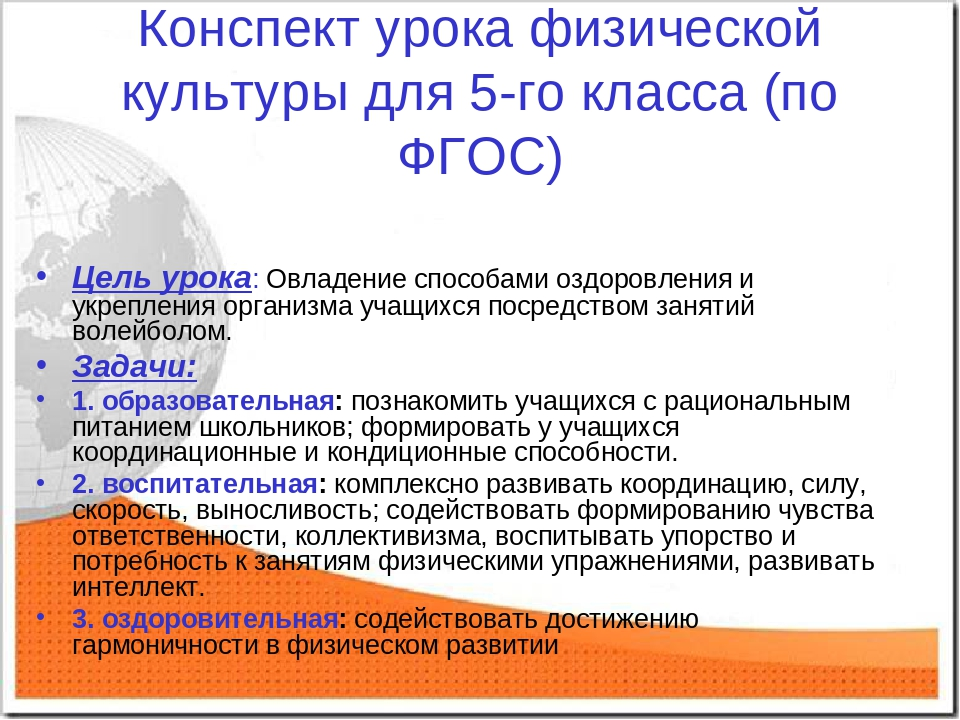 Конспект урока физической
культуры для 5-го класса (по
ФГОС)
• Цель урока: Овладение способами оздоровления и
укрепления организма учащихся посредством занятий
волейболом.
• Задачи:
• 1. образовательная: познакомить учащихся с рациональным
питанием школьников; формировать у учащихся
координационные и кондиционные способности.
• 2. воспитательная: комплексно развивать координацию, силу,
скорость, выносливость; содействовать формированию чувства
ответственности, коллективизма, воспитывать упорство и
потребность к занятиям физическими упражнениями, развивать
интеллект.
• 3. оздоровительная: содействовать достижению
гармоничности в физическом развитии